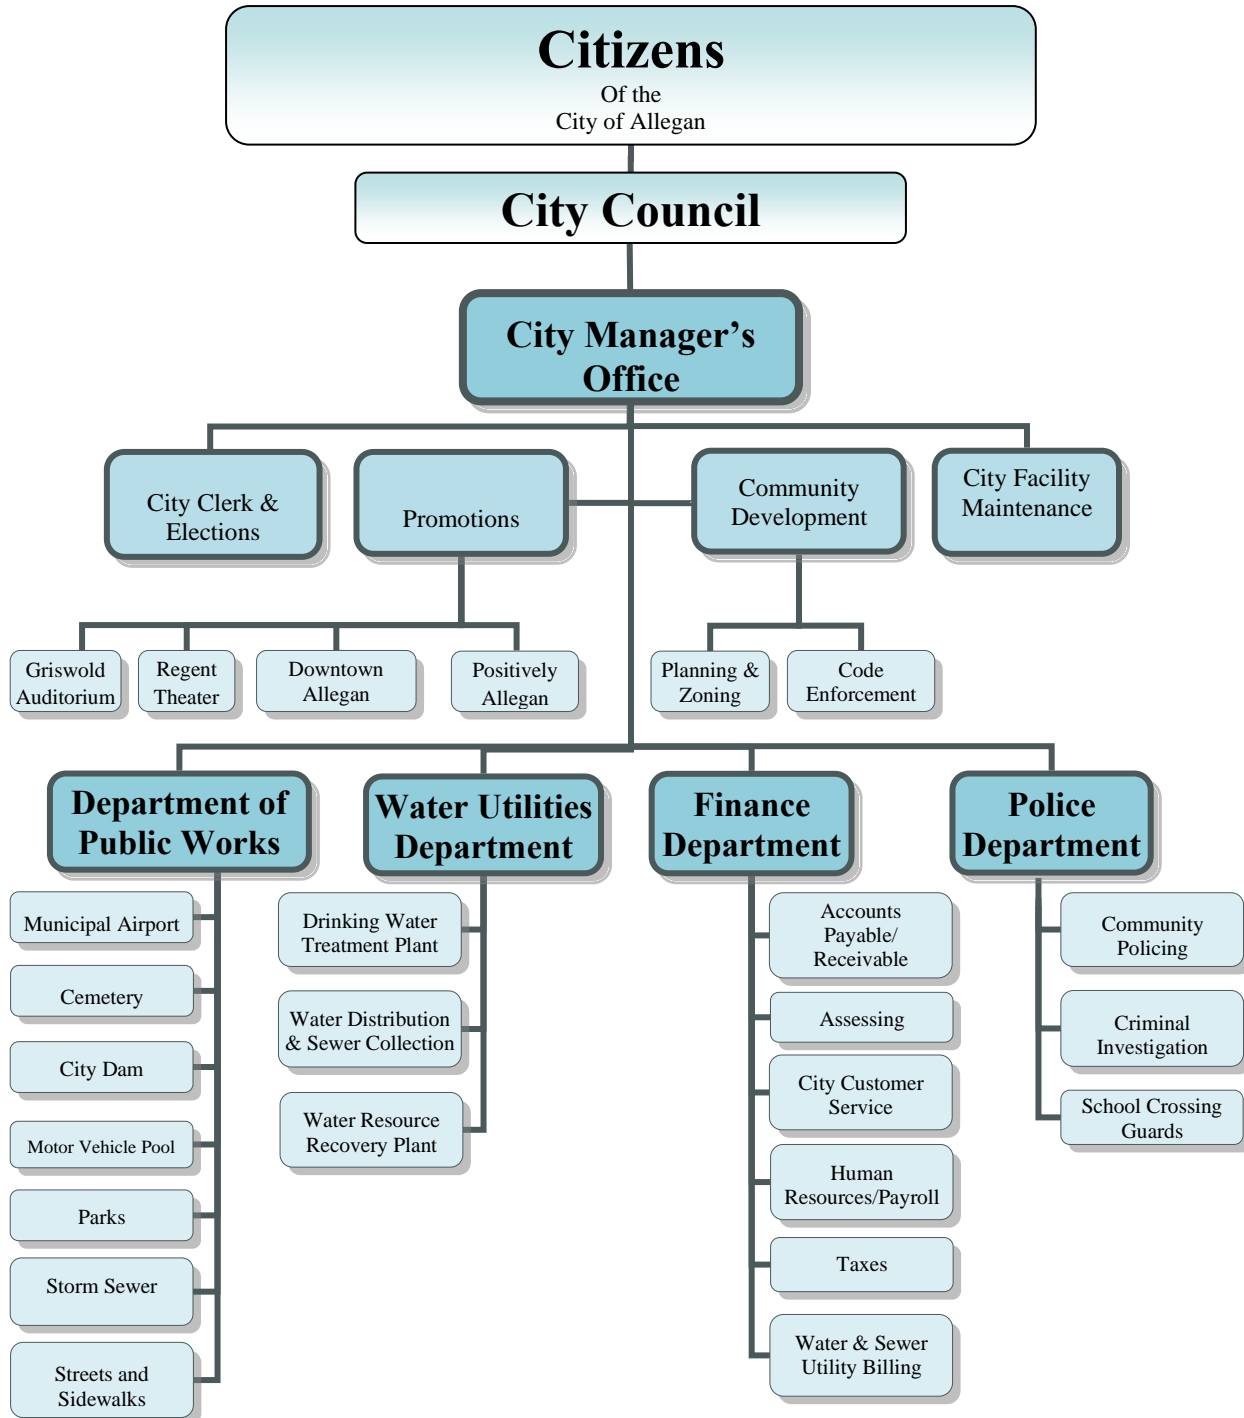 Citizens
Of the
City of Allegan
City Council
City Manager’s
Office
City Clerk &
Elections
Promotions
Community
Development
City Facility
Maintenance
Griswold
Auditorium
Regent
Theater
Downtown
Allegan
Positively
Allegan
Planning &
Zoning
Code
Enforcement
Department of
Public Works
Water Utilities
Department
Finance
Department
Police
Department
Municipal Airport
Cemetery
City Dam
Motor Vehicle Pool
Parks
Storm Sewer
Streets and
Sidewalks
Drinking Water
Treatment Plant
Water Distribution
& Sewer Collection
Water Resource
Recovery Plant
Accounts
Payable/
Receivable
Assessing
City Customer
Service
Human
Resources/Payroll
Taxes
Water & Sewer
Utility Billing
Community
Policing
Criminal
Investigation
School Crossing
Guards